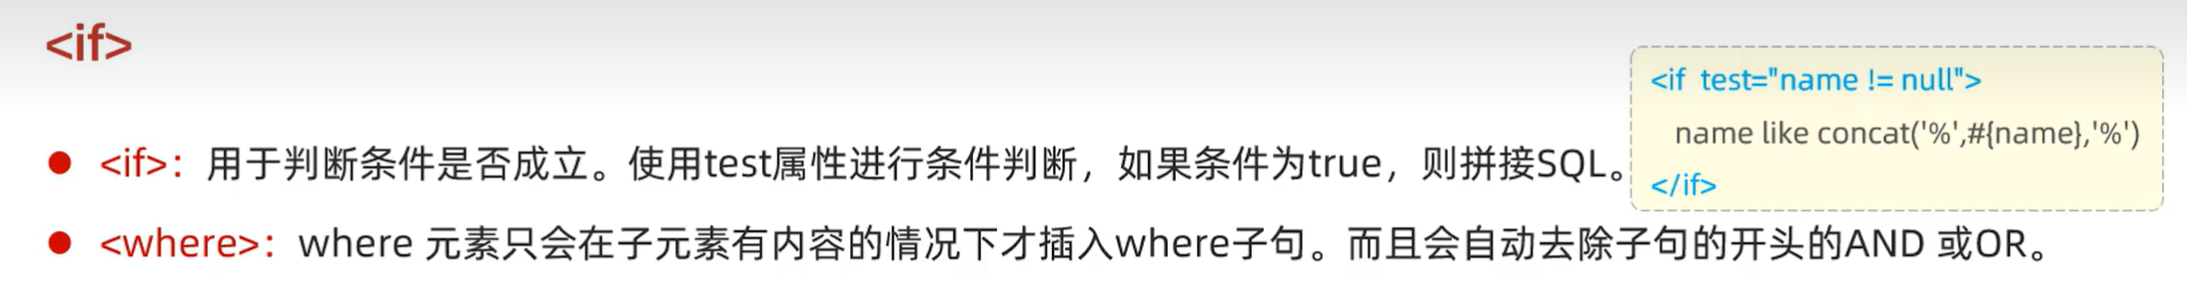 <if>
<if test="name != null">
name like concat('%',#{name},'%')
</if>
<if>：用于判断条件是否成立。使用test属性进行条件判断，如果条件为true，则拼接SQL。
<where>：where 元素只会在子元素有内容的情况下才插入where子句。而且会自动去除子句的开头的AND 或OR。